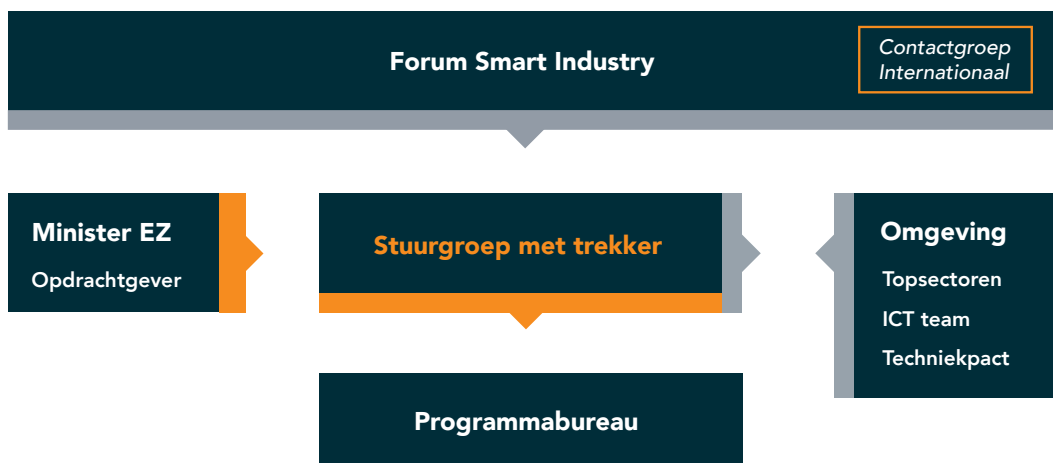 Forum Smart Industry
Contactgroep
Internationaal
Minister EZ
Opdrachtgever
Stuurgroep met trekker
Omgeving
Topsectoren
ICT team
Techniekpact
Programmabureau